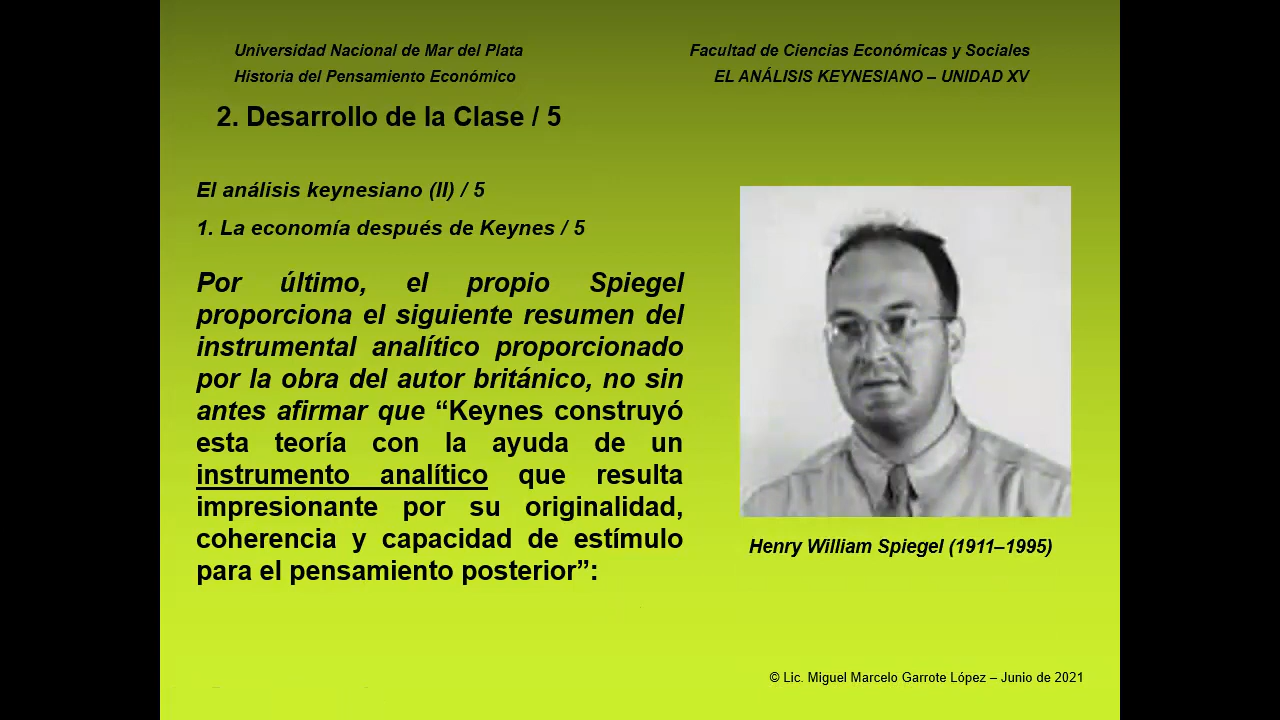 Universidad Nacional de Mar del Plata
Facultad de Ciencias Económicas y Sociales
Historia del Pensamiento Económico
EL ANÁLISIS KEYNESIANO – UNIDAD XV
2. Desarrollo de la Clase / 5
El análisis keynesiano (II) / 5
1. La economía después de Keynes / 5
Por último, el propio Spiegel
proporciona el siguiente resumen del
instrumental analítico proporcionado
por la obra del autor británico, no sin
antes afirmar que “Keynes construyó
esta teoría con la ayuda de un
instrumento analítico que resulta
impresionante por su originalidad,
coherencia y capacidad de estímulo
para el pensamiento posterior”:
Henry William Spiegel (1911–1995)
© Lic. Miguel Marcelo Garrote López – Junio de 2021